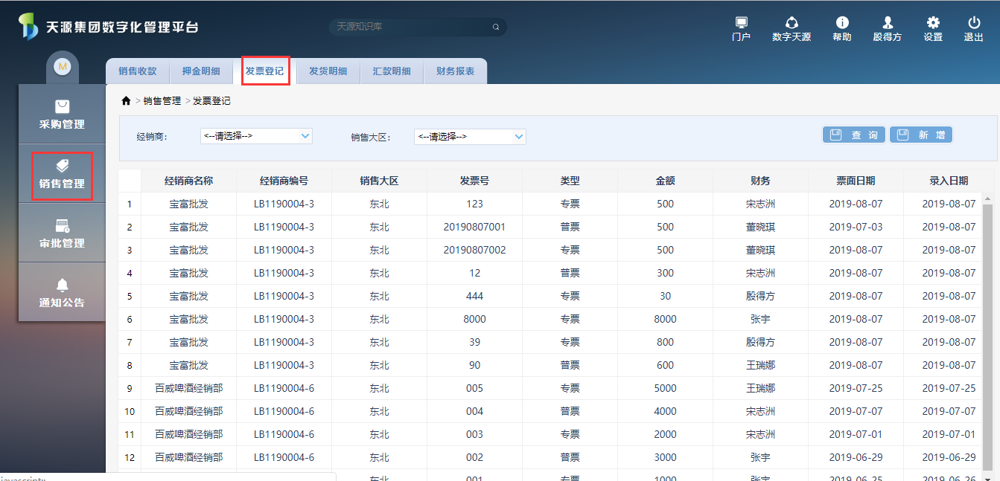 天源集团数字化管理平台
天源知识库
门户 数字天源 帮助 殷得方 设置 退出
M
销售收款 押金明细 发票登记 发货明细 汇款明细 财务报表
采购管理
销售管理
审批管理
通知公告
> 销售管理 > 发票登记
经销商: <--请选择--> 销售大区: <--请选择--> 查 询 新 增
经销商名称 经销商编号 销售大区 发票号 类型 金额 财务 票面日期 录入日期
1 宝富批发 LB1190004-3 东北 123 专票 500 宋志洲 2019-08-07 2019-08-07
2 宝富批发 LB1190004-3 东北 20190807001 普票 500 董晓琪 2019-07-03 2019-08-07
3 宝富批发 LB1190004-3 东北 20190807002 专票 500 董晓琪 2019-08-07 2019-08-07
4 宝富批发 LB1190004-3 东北 12 普票 300 宋志洲 2019-08-07 2019-08-07
5 宝富批发 LB1190004-3 东北 444 专票 30 殷得方 2019-08-07 2019-08-07
6 宝富批发 LB1190004-3 东北 8000 普票 8000 张宇 2019-08-07 2019-08-07
7 宝富批发 LB1190004-3 东北 39 专票 800 殷得方 2019-08-07 2019-08-07
8 宝富批发 LB1190004-3 东北 90 普票 600 王瑞娜 2019-08-07 2019-08-07
9 百威啤酒经销部 LB1190004-6 东北 005 专票 5000 王瑞娜 2019-07-25 2019-07-25
10 百威啤酒经销部 LB1190004-6 东北 004 普票 4000 宋志洲 2019-07-07 2019-07-07
11 百威啤酒经销部 LB1190004-6 东北 003 专票 2000 宋志洲 2019-07-01 2019-07-01
12 百威啤酒经销部 LB1190004-6 东北 002 普票 3000 张宇 2019-06-29 2019-06-29
东北 001 专票 1000 张宇 2019-06-25 2019-06-26